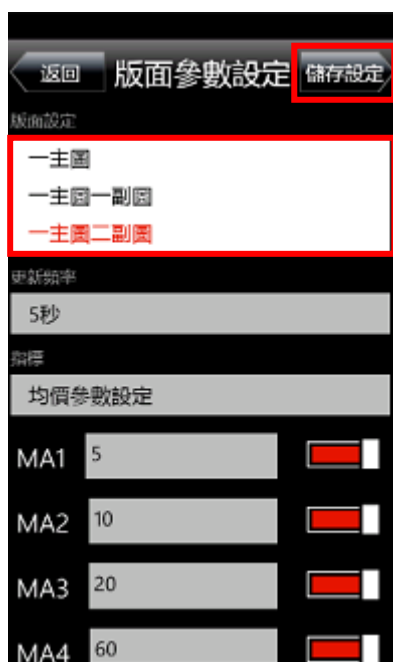 返回
版面參數設定
儲存設定
版面設定
一主圖
一主圖一副圖
一主圖二副圖
更新頻率
5秒
指標
均價參數設定
MA1 5
MA2 10
MA3 20
MA4 60